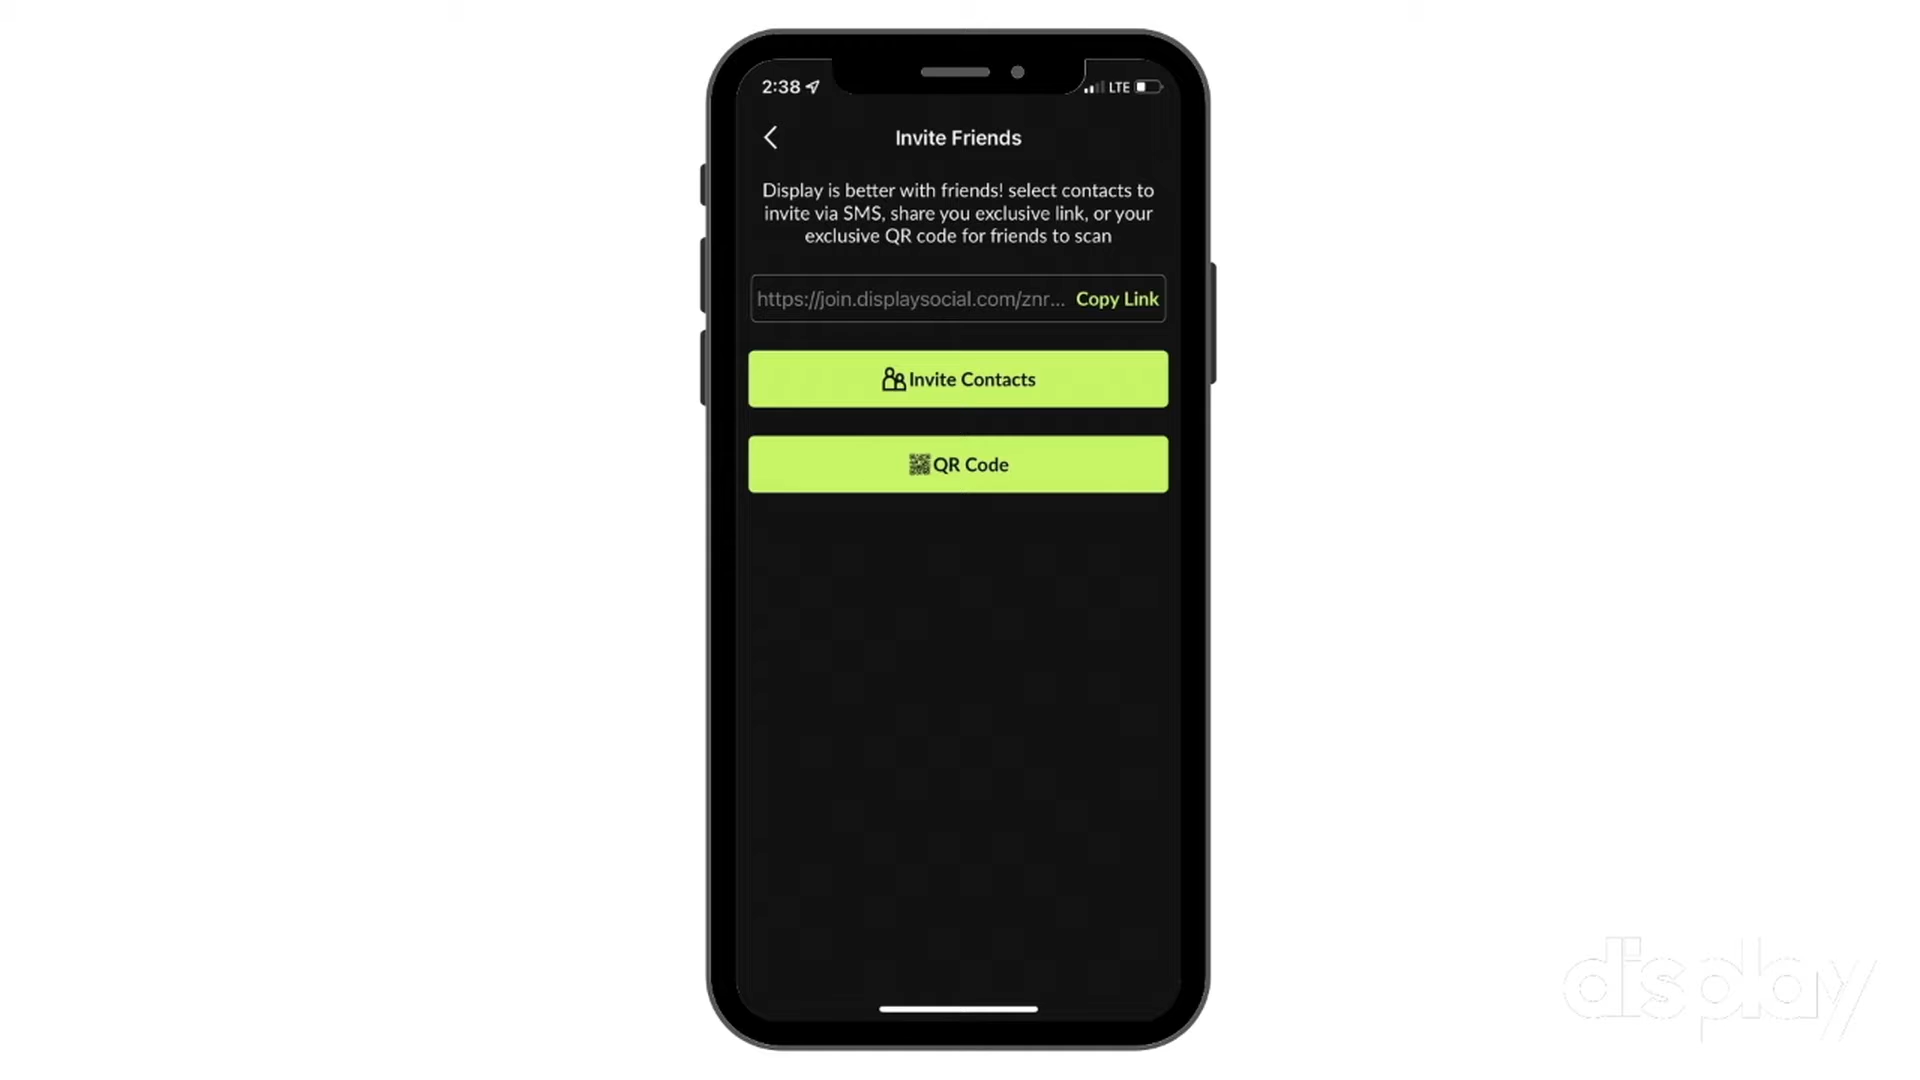 2:38
LTE
Invite Friends
Display is better with friends! select contacts to
invite via SMS, share you exclusive link, or your
exclusive QR code for friends to scan
https://join.displaysocial.com/znr... Copy Link
Invite Contacts
QR Code
display